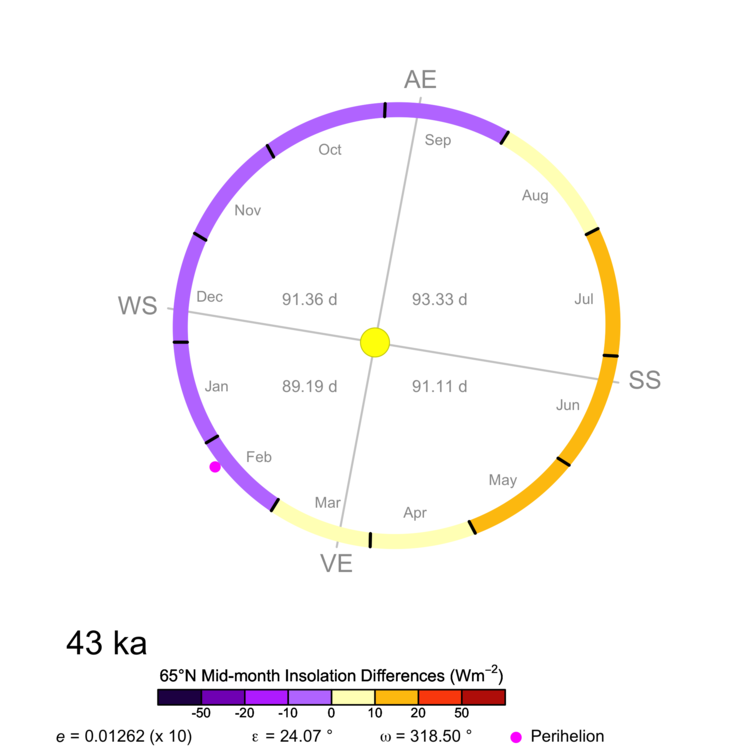 AE
Sep
Oct
Aug
Nov
WS
Dec
91.36 d
93.33 d
Jul
SS
Jan
89.19 d
91.11 d
Jun
Feb
May
Mar
Apr
VE
43 ka
65°N Mid-month Insolation Differences (Wm⁻²)
-50 -20 -10 0 10 20 50
e = 0.01262 (x 10) ε = 24.07 ° ω = 318.50 ° Perihelion